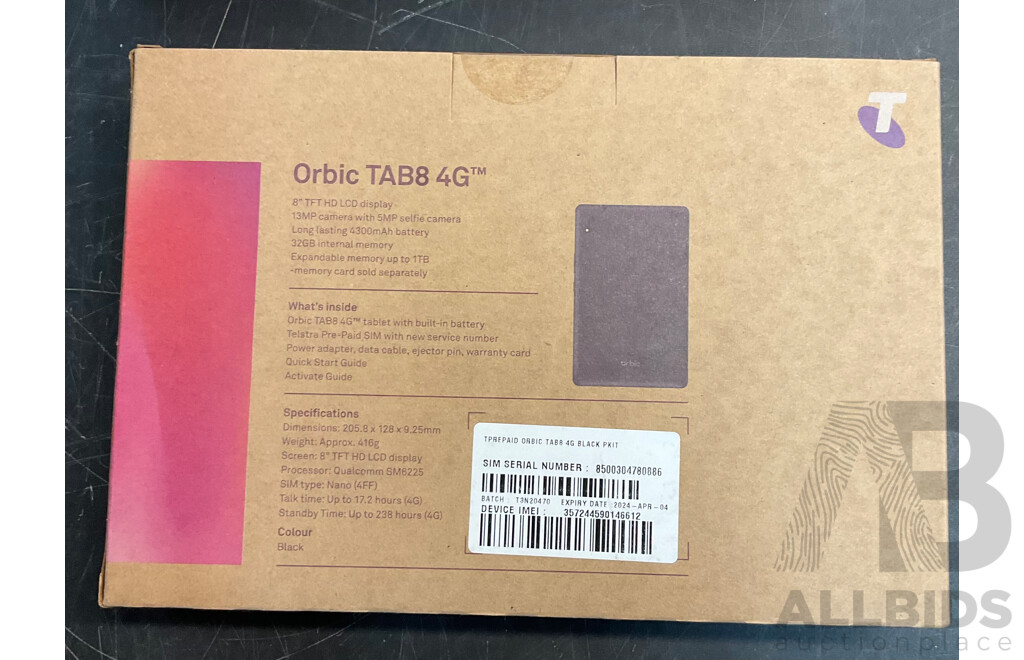 T
Orbic TAB8 4G™
8" TFT HD LCD display
13MP camera with 5MP selfie camera
Long lasting 4300mAh battery
32GB internal memory
Expandable memory up to 1TB
-memory card sold separately
What's inside
Orbic TAB8 4G™ tablet with built-in battery
Telstra Pre-Paid SIM with new service number
Power adapter, data cable, ejector pin, warranty card
Quick Start Guide
Activate Guide
orbic
Specifications
Dimensions: 205.8 x 128 x 9.25mm
Weight: Approx. 416g
Screen: 8" TFT HD LCD display
Processor: Qualcomm SM6225
SIM type: Nano (4FF)
Talk time: Up to 17.2 hours (4G)
Standby Time: Up to 238 hours (4G)
Colour
Black
TPREPAID ORBIC TAB8 4G BLACK PKIT
SIM SERIAL NUMBER : 8500304780886
BATCH : T3N20470 EXPIRY DATE :2024-APR-04
DEVICE IMEI : 357244590146612
AB
ALLBIDS
auctionplace